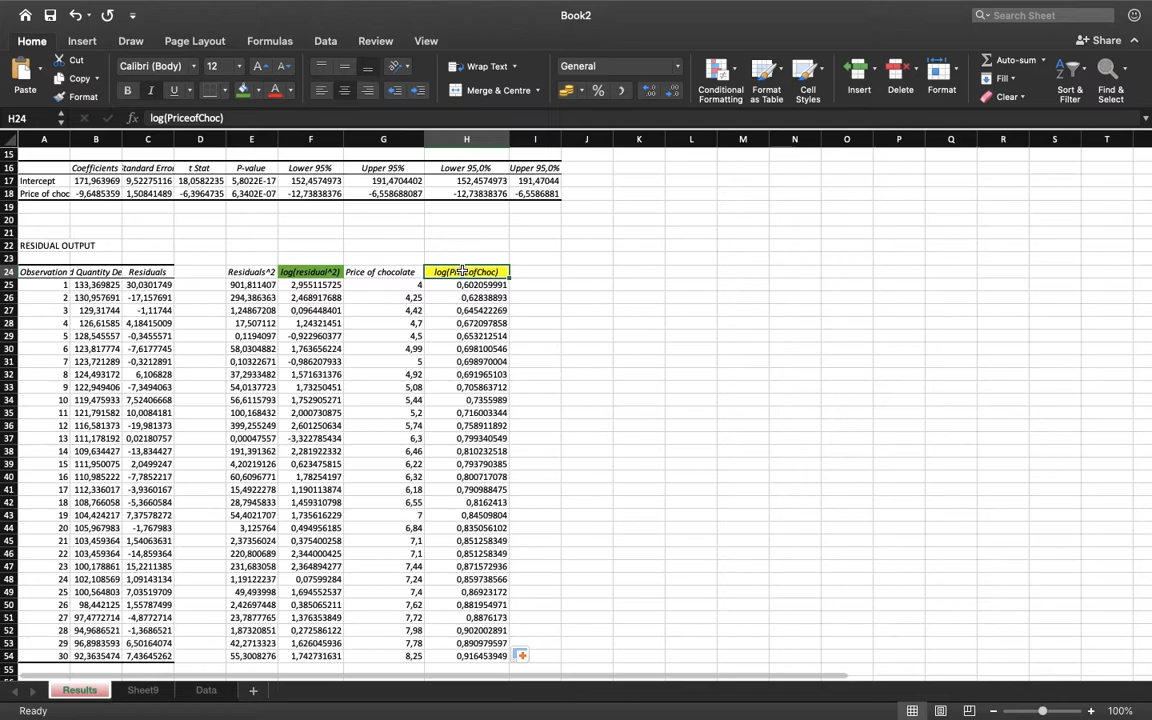 Book2
Search Sheet
Home Insert Draw Page Layout Formulas Data Review View
Share
Paste
Cut
Copy
Format
Calibri (Body) 12
A A
B I U
Wrap Text
Merge & Centre
General
Conditional Formatting
Format as Table
Cell Styles
Insert
Delete
Format
Auto-sum
Fill
Clear
Sort & Filter
Find & Select
H24 fx log(PriceofChoc)
A B C D E F G H I J K L M N O P Q R S T
15
16 Coefficients tandard Erro t Stat P-value Lower 95% Upper 95% Lower 95,0% Upper 95,0%
17 Intercept 171,963969 9,52275116 18,0582235 5,8022E-17 152,4574973 191,4704402 152,4574973 191,47044
18 Price of choc -9,6485359 1,50841489 -6,3964735 6,3402E-07 -12,73838376 -6,558688087 -12,73838376 -6,5586881
19
20
21
22 RESIDUAL OUTPUT
23
24 Observation d Quantity De Residuals Residuals^2 log(residual^2) Price of chocolate log(PriceofChoc)
25 1 133,369825 30,0301749 901,811407 2,955115725 4 0,602059991
26 2 130,957691 -17,157691 294,386363 2,468917688 4,25 0,62838893
27 3 129,31744 -1,11744 1,24867208 0,096448401 4,42 0,645422269
28 4 126,61585 4,18415009 17,507112 1,24321451 4,7 0,672097858
29 5 128,545557 -0,3455571 0,1194097 -0,922960377 4,5 0,653212514
30 6 123,817774 -7,6177745 58,0304882 1,763656224 4,99 0,698100546
31 7 123,721289 -0,3212891 0,10322671 -0,986207933 5 0,698970004
32 8 124,493172 6,106828 37,2933482 1,571631376 4,92 0,691965103
33 9 122,949406 -7,3494063 54,0137723 1,73250451 5,08 0,705863712
34 10 119,475933 7,52406668 56,6115793 1,752905271 5,44 0,7355989
35 11 121,791582 10,0084181 100,168432 2,000730875 5,2 0,716003344
36 12 116,581373 -19,981373 399,255249 2,601250634 5,74 0,758911892
37 13 111,178192 0,02180757 0,00047557 -3,322785434 6,3 0,799340549
38 14 109,634427 -13,834427 191,391362 2,281922332 6,46 0,810232518
39 15 111,950075 2,0499247 4,20219126 0,623475815 6,22 0,793790385
40 16 110,985222 -7,7852217 60,6096771 1,78254197 6,32 0,800717078
41 17 112,336017 -3,9360167 15,4922278 1,190113874 6,18 0,790988475
42 18 108,766058 -5,3660584 28,7945833 1,459310798 6,55 0,8162413
43 19 104,424217 7,37578272 54,4021707 1,735616229 7 0,84509804
44 20 105,967983 -1,767983 3,125764 0,494956185 6,84 0,835056102
45 21 103,459364 1,54063631 2,37356024 0,375400258 7,1 0,851258349
46 22 103,459364 -14,859364 220,800689 2,344000425 7,1 0,851258349
47 23 100,178861 15,2211385 231,683058 2,364894277 7,44 0,871572936
48 24 102,108569 1,09143134 1,19122237 0,07599284 7,24 0,859738566
49 25 100,564803 7,03519709 49,493998 1,694552537 7,4 0,86923172
50 26 98,442125 1,55787499 2,42697448 0,385065211 7,62 0,881954971
51 27 97,4772714 -4,8772714 23,7877765 1,376353849 7,72 0,8876173
52 28 94,9686521 -1,3686521 1,87320851 0,272586122 7,98 0,902002891
53 29 96,8983593 6,50164074 42,2713323 1,626045936 7,78 0,890979597
54 30 92,3635474 7,43645262 55,3008276 1,742731631 8,25 0,916453949
55
Results Sheet9 Data
Ready 100%